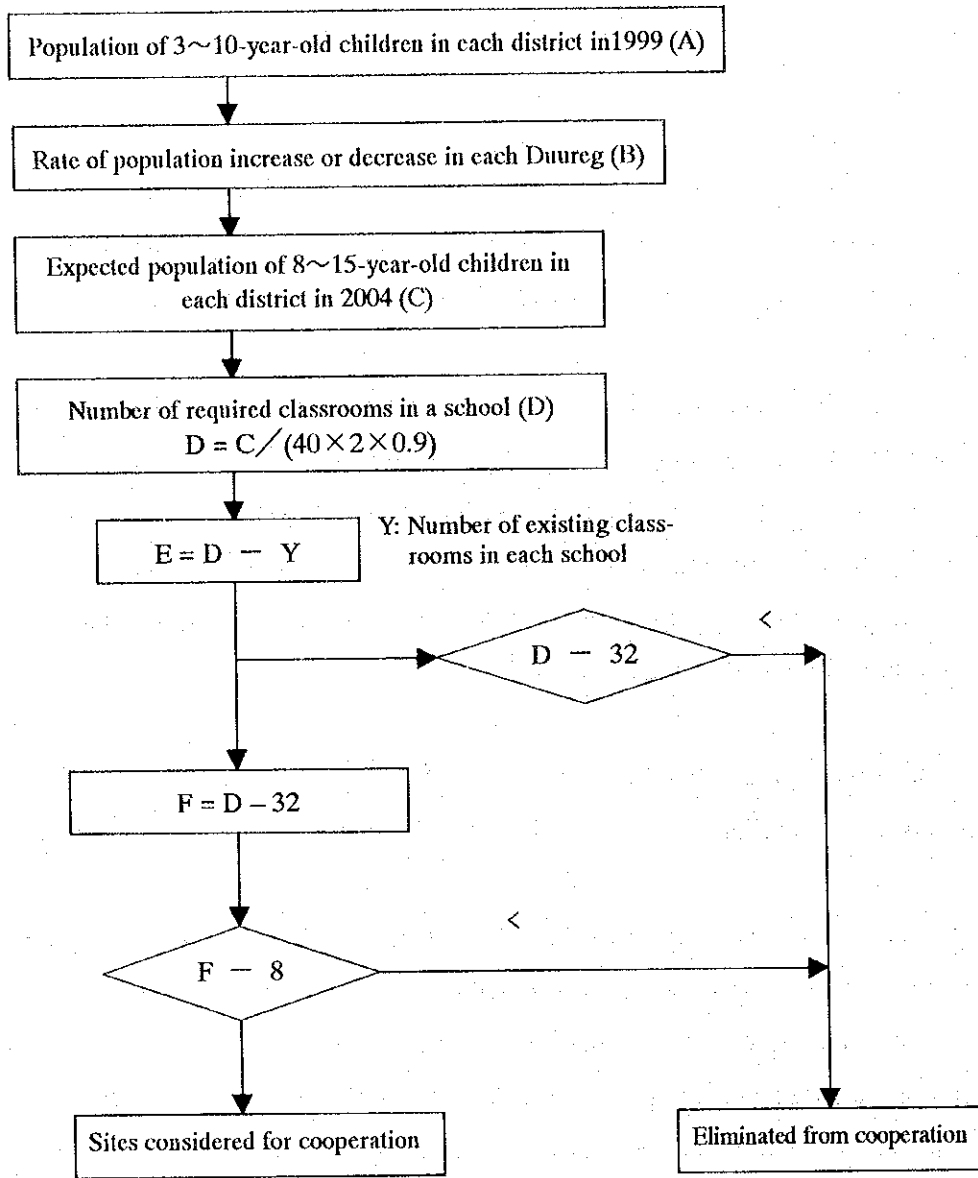 Population of 3~10-year-old children in each district in1999 (A)
Rate of population increase or decrease in each Duureg (B)
Expected population of 8~15-year-old children in
each district in 2004 (C)
Number of required classrooms in a school (D)
D = C／(40×2×0.9)
E = D － Y
Y: Number of existing class-
rooms in each school
D － 32
<
F = D – 32
F － 8
<
Sites considered for cooperation
Eliminated from cooperation